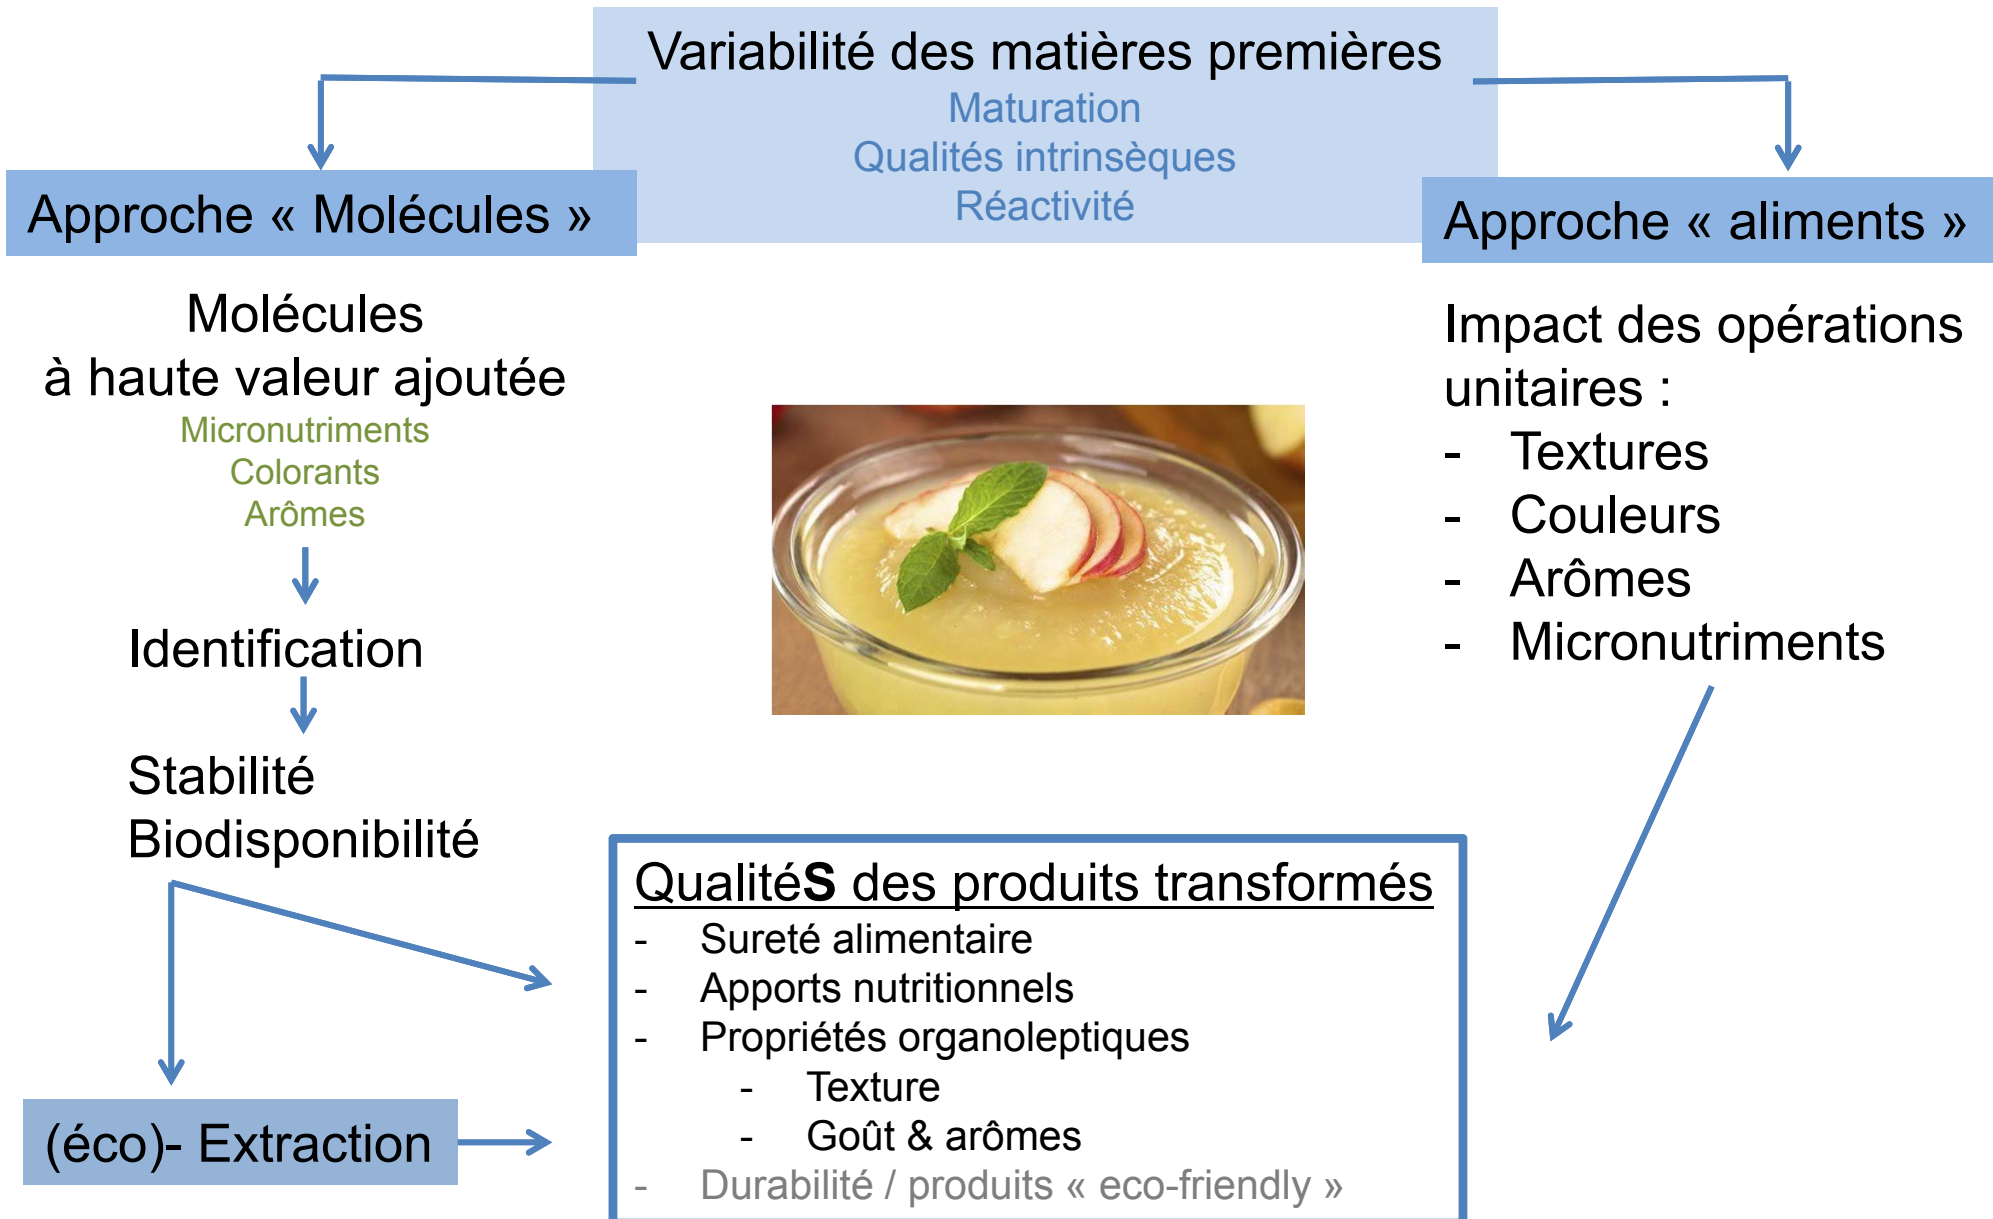 Variabilité des matières premières
Maturation
Qualités intrinsèques
Réactivité
Approche « Molécules »
Molécules
à haute valeur ajoutée
Micronutriments
Colorants
Arômes
Identification
Stabilité
Biodisponibilité
(éco)- Extraction
Approche « aliments »
Impact des opérations
unitaires :
- Textures
- Couleurs
- Arômes
- Micronutriments
QualitéS des produits transformés
- Sureté alimentaire
- Apports nutritionnels
- Propriétés organoleptiques
- Texture
- Goût & arômes
- Durabilité / produits « eco-friendly »